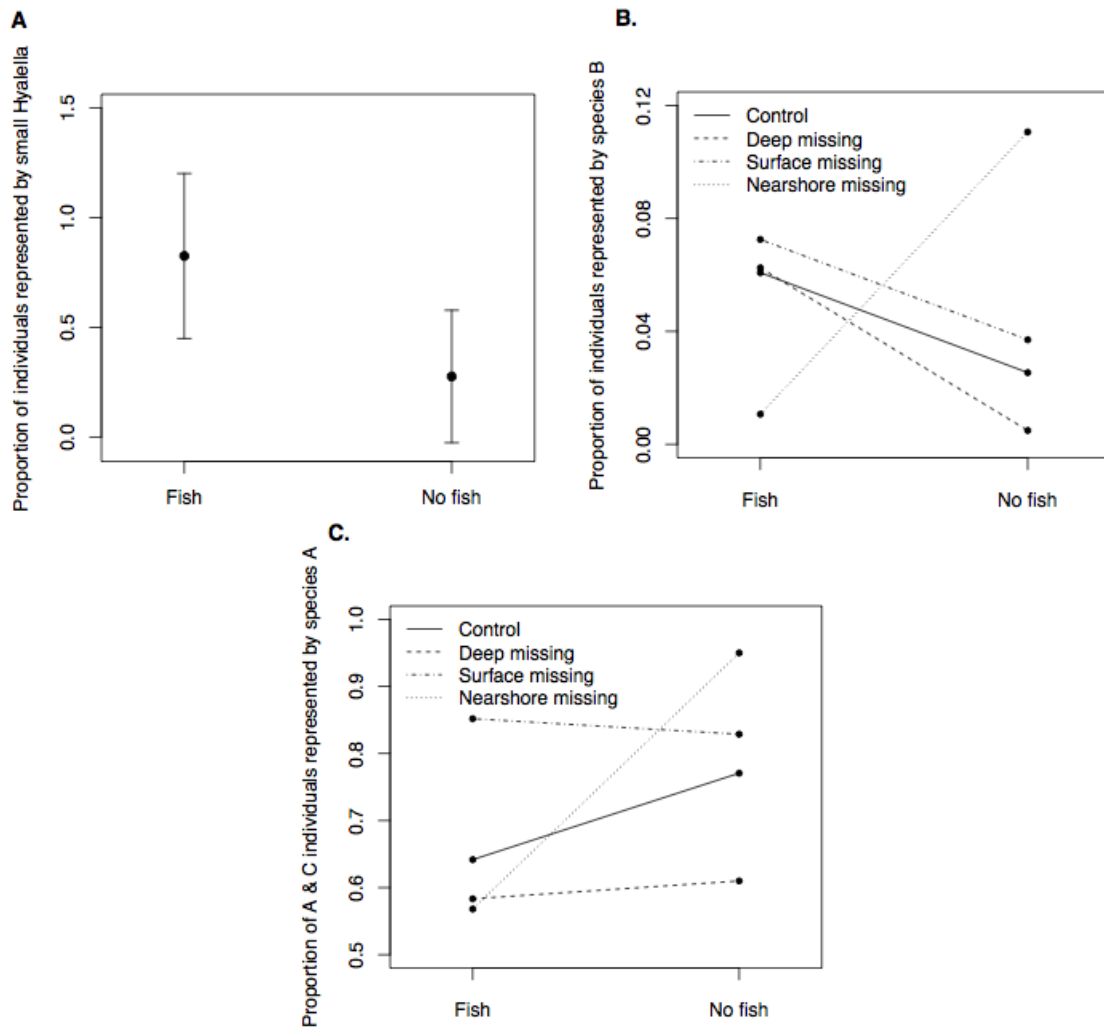 A
Proportion of individuals represented by small Hyalella
1.5
1.0
0.5
0.0
Fish
No fish
B.
Proportion of individuals represented by species B
0.12
0.08
0.04
0.00
Control
Deep missing
Surface missing
Nearshore missing
Fish
No fish
C.
Proportion of A & C individuals represented by species A
1.0
0.9
0.8
0.7
0.6
0.5
Control
Deep missing
Surface missing
Nearshore missing
Fish
No fish